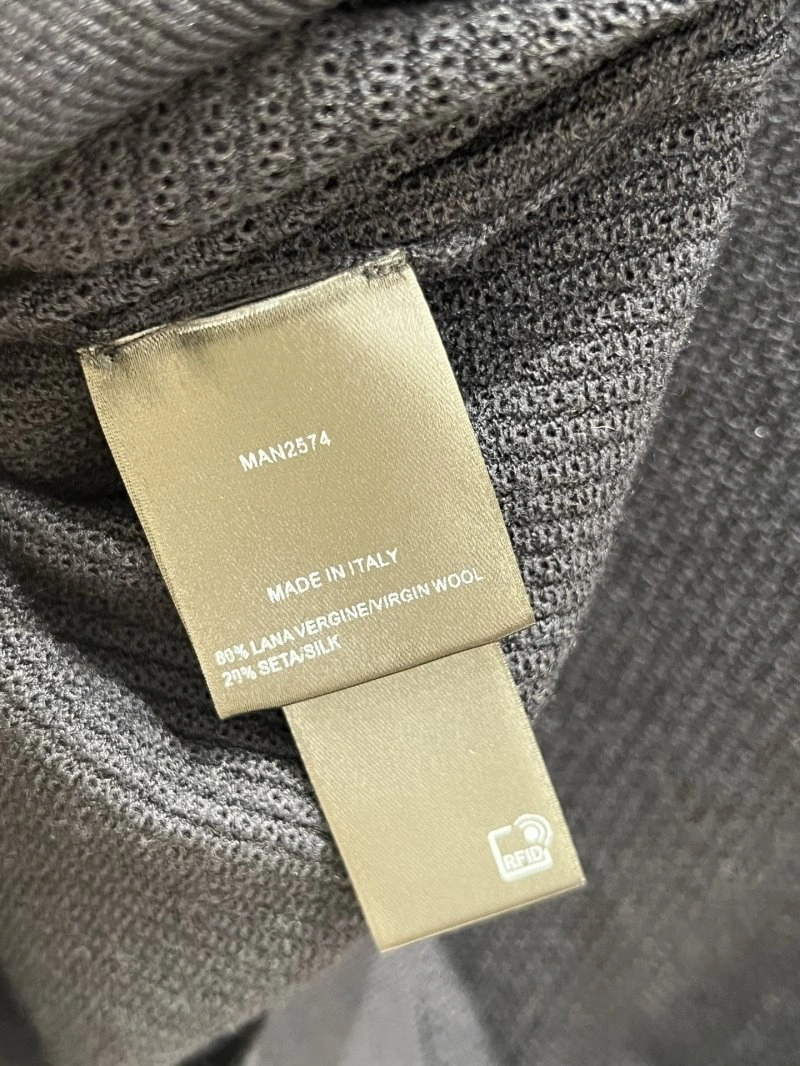 MAN2574
MADE IN ITALY
80% LANA VERGINE/VIRGIN WOOL
20% SETA/SILK
RFID